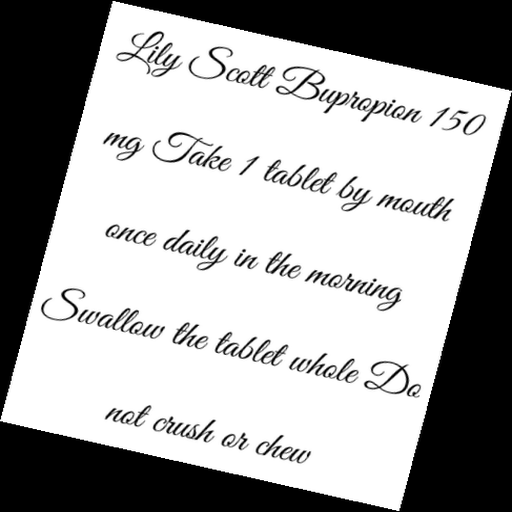 Lily Scott Bupropion 150
mg Take 1 tablet by mouth
once daily in the morning
Swallow the tablet whole Do
not crush or chew